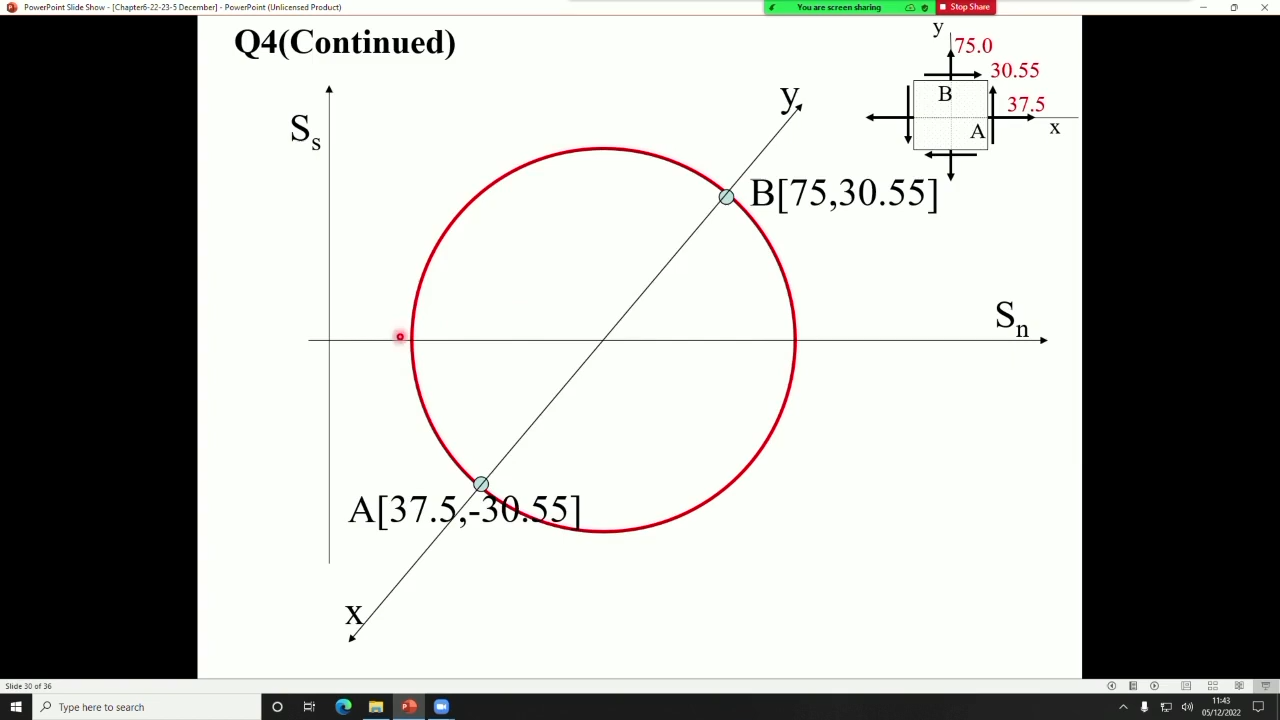 PowerPoint Slide Show - [Chapter6-22-23-5 December] - PowerPoint (Unlicensed Product)
You are screen sharing
Stop Share
Q4(Continued)
y
75.0
30.55
B
37.5
A
x
Ss
y
B[75,30.55]
Sn
A[37.5,-30.55]
x
Slide 30 of 36
Type here to search
11:43
05/12/2022